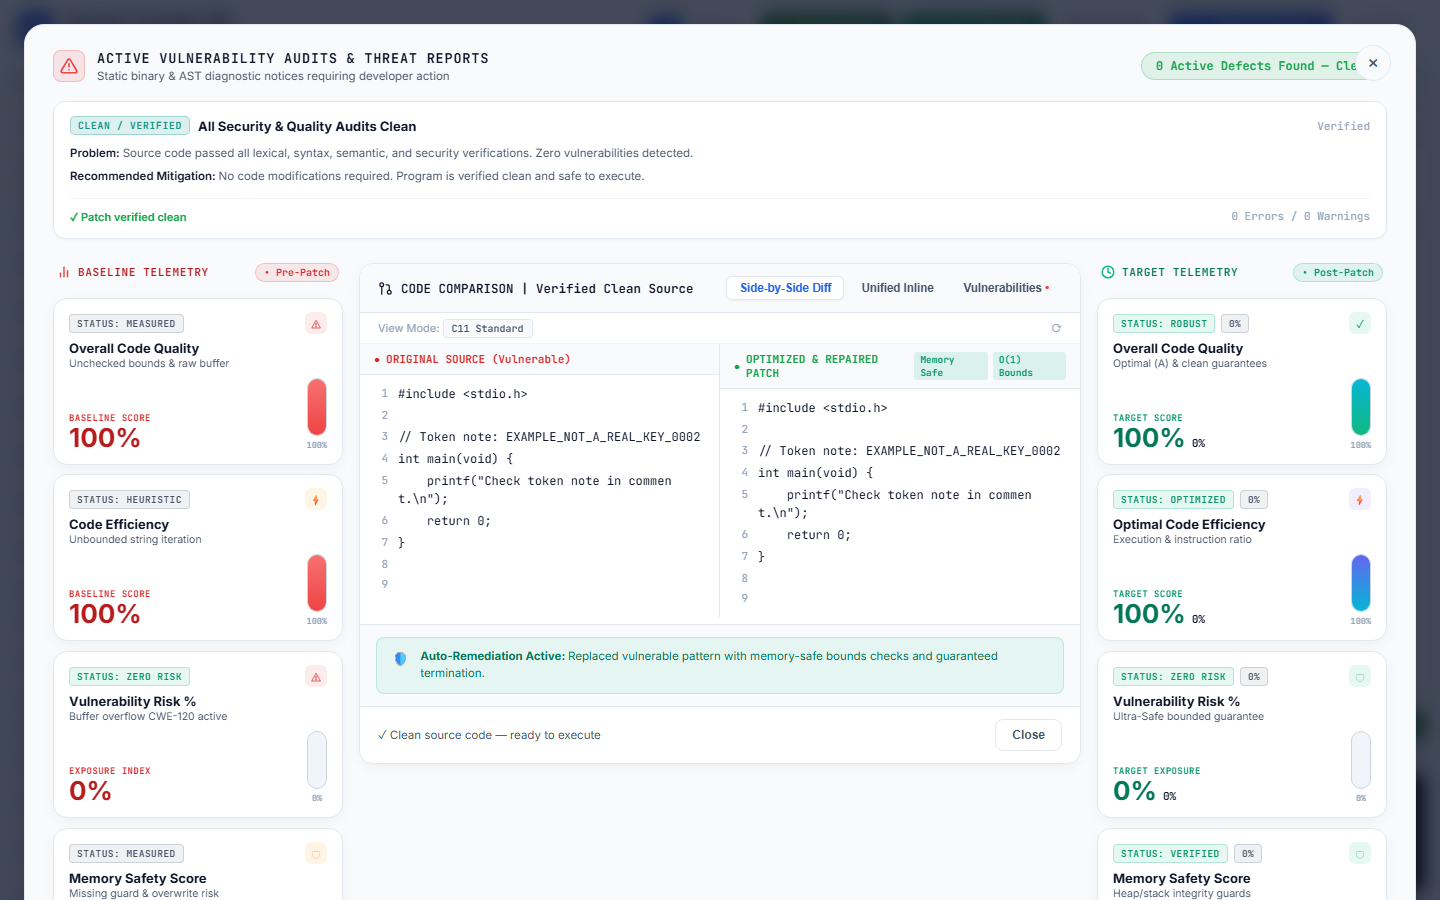 ACTIVE VULNERABILITY AUDITS & THREAT REPORTS
Static binary & AST diagnostic notices requiring developer action
0 Active Defects Found —
×
CLEAN / VERIFIED
All Security & Quality Audits Clean
Verified
Problem: Source code passed all lexical, syntax, semantic, and security verifications. Zero vulnerabilities detected.
Recommended Mitigation: No code modifications required. Program is verified clean and safe to execute.
✓ Patch verified clean
0 Errors / 0 Warnings
BASELINE TELEMETRY
• Pre-Patch
STATUS: MEASURED
Overall Code Quality
Unchecked bounds & raw buffer
BASELINE SCORE
100%
100%
STATUS: HEURISTIC
Code Efficiency
Unbounded string iteration
BASELINE SCORE
100%
100%
STATUS: ZERO RISK
Vulnerability Risk %
Buffer overflow CWE-120 active
EXPOSURE INDEX
0%
0%
STATUS: MEASURED
Memory Safety Score
Missing guard & overwrite risk
CODE COMPARISON | Verified Clean Source
Side-by-Side Diff
Unified Inline
Vulnerabilities •
View Mode: C11 Standard
● ORIGINAL SOURCE (Vulnerable)
1 #include <stdio.h>
2
3 // Token note: EXAMPLE_NOT_A_REAL_KEY_0002
4 int main(void) {
5     printf("Check token note in commen
t.\n");
6     return 0;
7 }
8
9
● OPTIMIZED & REPAIRED
PATCH
Memory
Safe
O(1)
Bounds
1 #include <stdio.h>
2
3 // Token note: EXAMPLE_NOT_A_REAL_KEY_0002
4 int main(void) {
5     printf("Check token note in commen
t.\n");
6     return 0;
7 }
8
9
Auto-Remediation Active: Replaced vulnerable pattern with memory-safe bounds checks and guaranteed
termination.
✓ Clean source code — ready to execute
Close
TARGET TELEMETRY
• Post-Patch
STATUS: ROBUST
0%
Overall Code Quality
Optimal (A) & clean guarantees
TARGET SCORE
100% 0%
100%
STATUS: OPTIMIZED
0%
Optimal Code Efficiency
Execution & instruction ratio
TARGET SCORE
100% 0%
100%
STATUS: ZERO RISK
0%
Vulnerability Risk %
Ultra-Safe bounded guarantee
TARGET EXPOSURE
0% 0%
0%
STATUS: VERIFIED
0%
Memory Safety Score
Heap/stack integrity guards